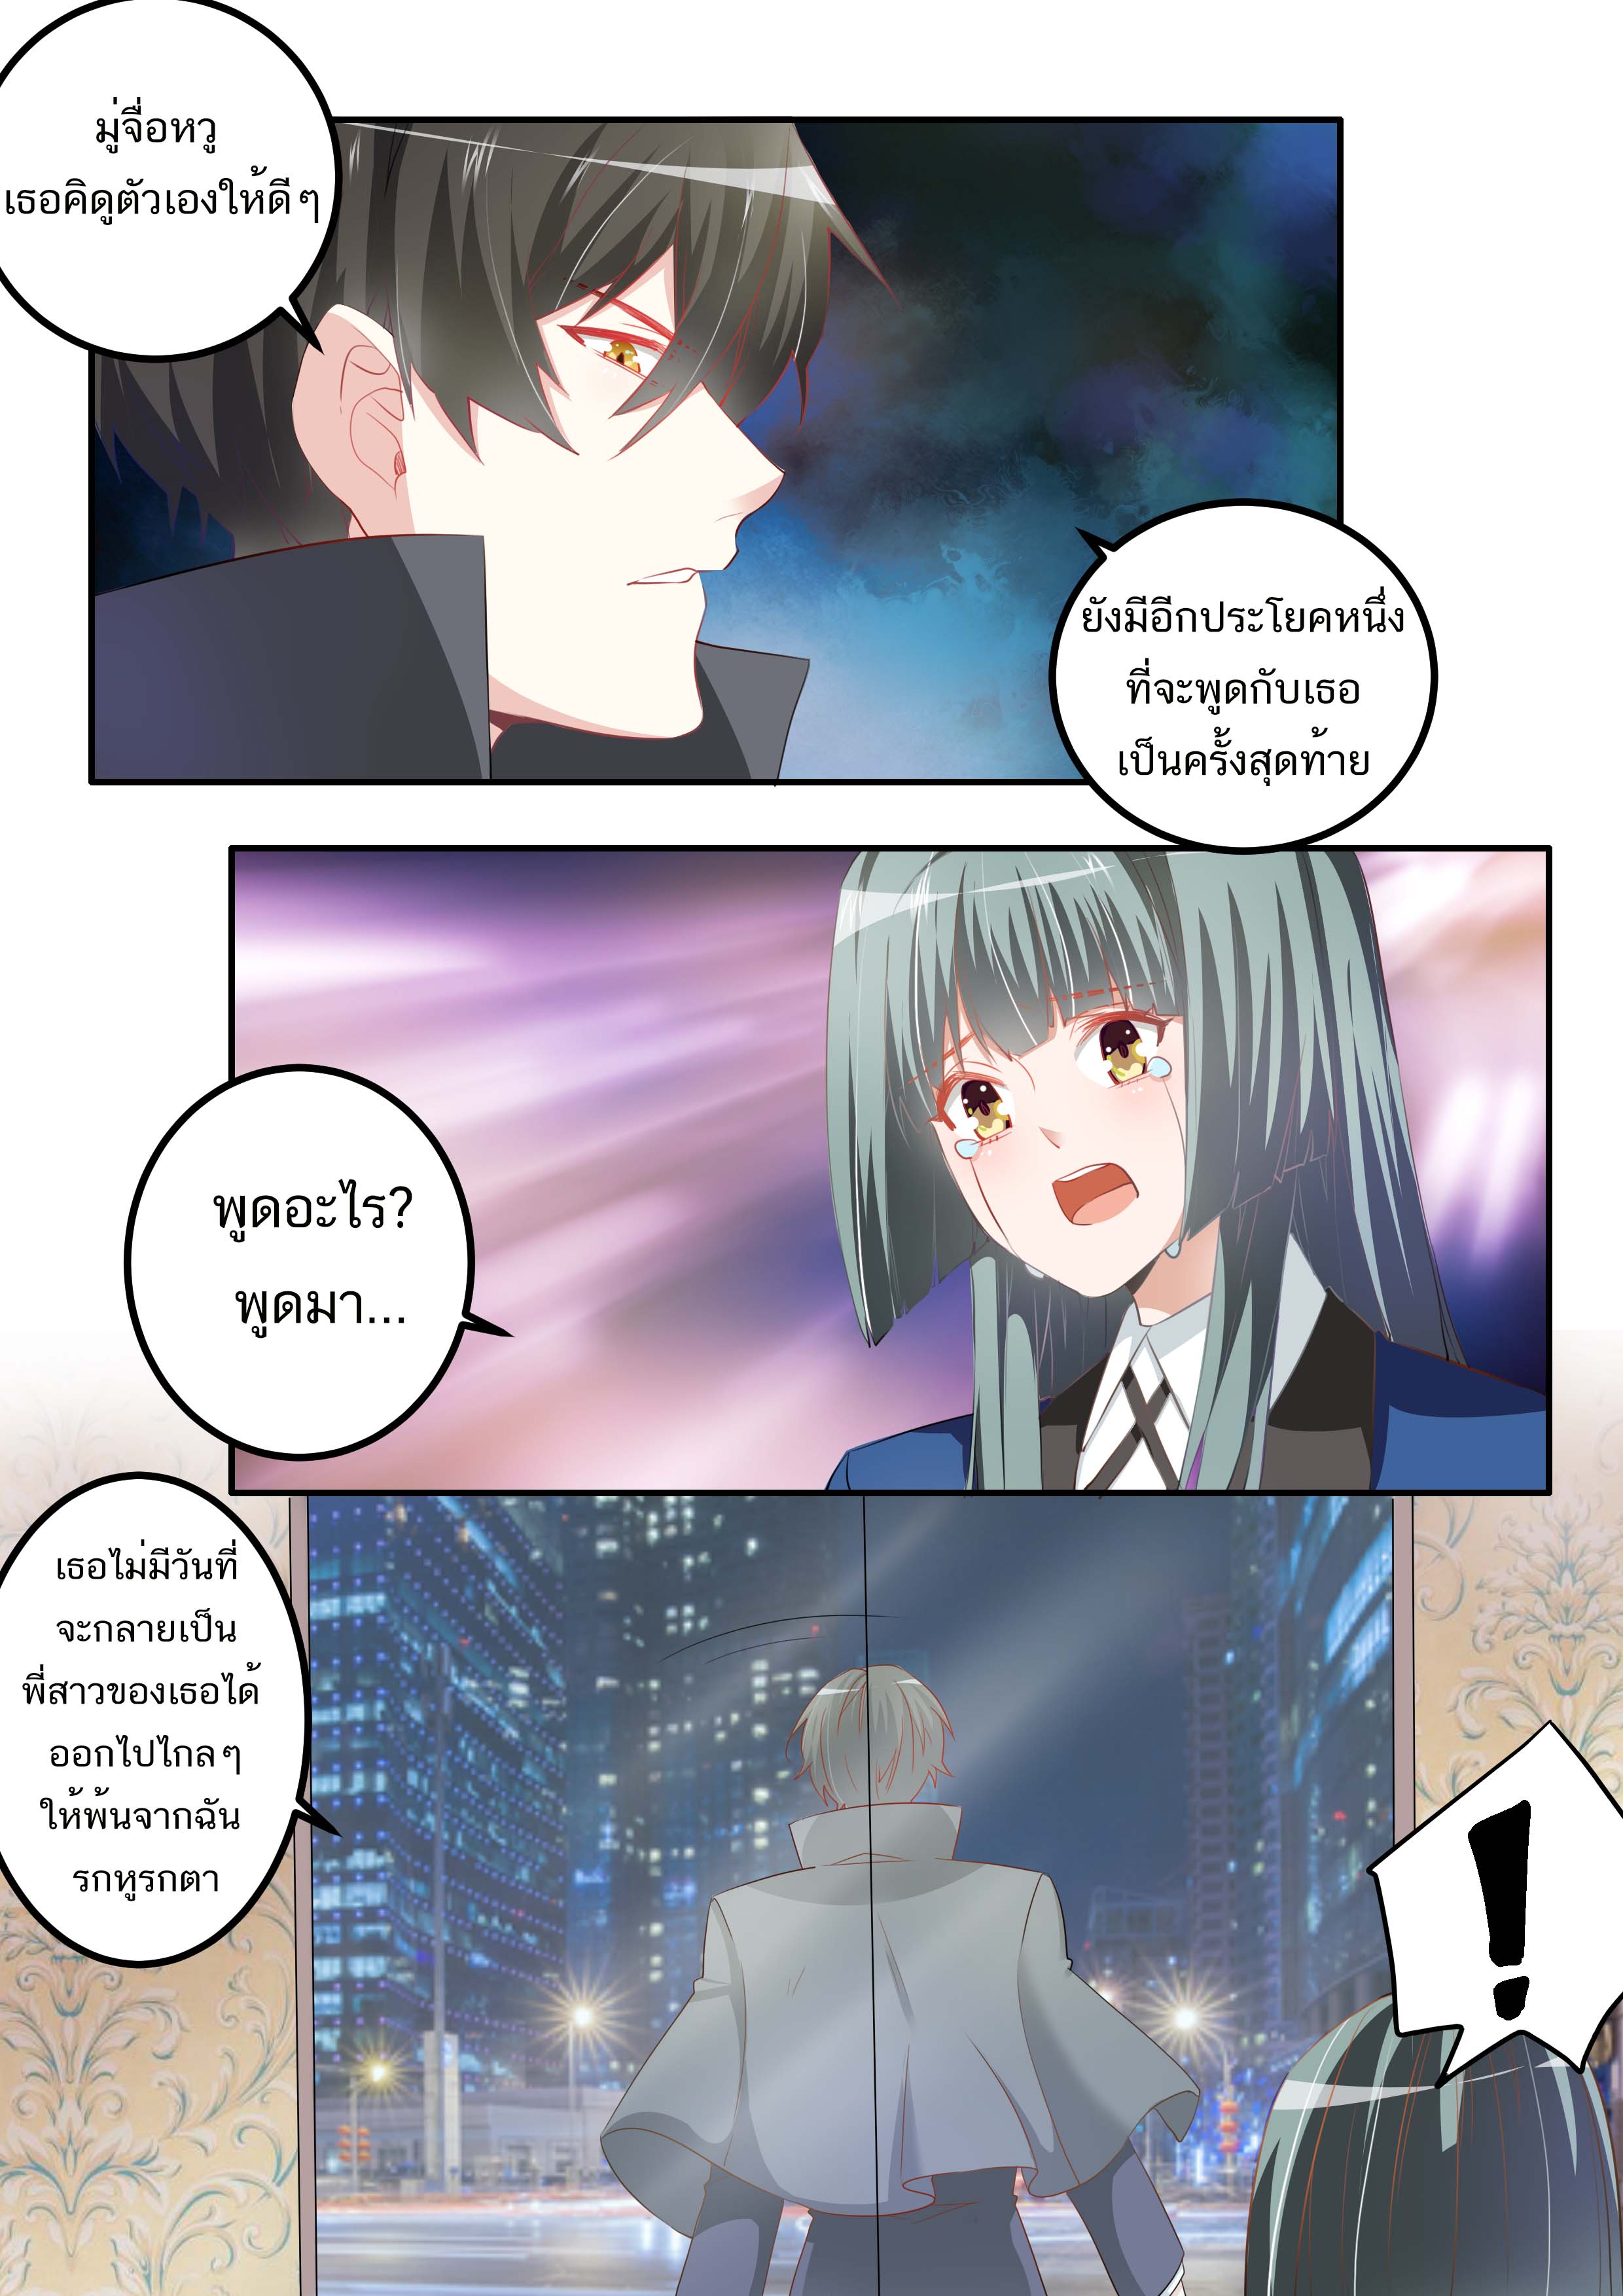 มู่จื่อหวู
เธอคิดูตัวเองให้ดีๆ
ยังมีอีกประโยคหนึ่ง
ที่จะพูดกับเธอ
เป็นครั้งสุดท้าย
พูดอะไร?
พูดมา...
เธอไม่มีวันที่
จะกลายเป็น
พี่สาวของเธอได้
ออกไปไกลๆ
ให้พ้นจากฉัน
รกหูรกตา
!